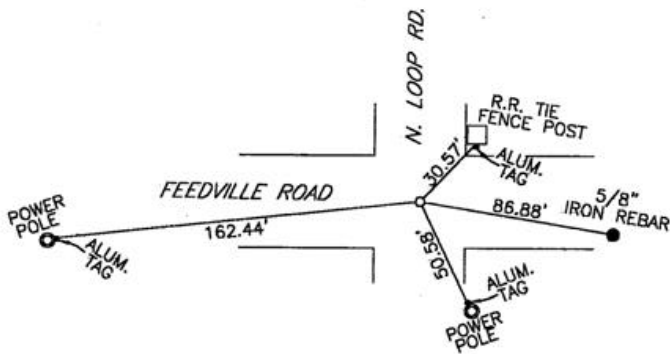 N. LOOP RD.
R.R. TIE
FENCE POST
30.57'
ALUM.
TAG
FEEDVILLE ROAD
5/8"
IRON REBAR
86.88'
POWER
POLE
162.44'
ALUM.
TAG
50.58'
ALUM.
TAG
POWER
POLE